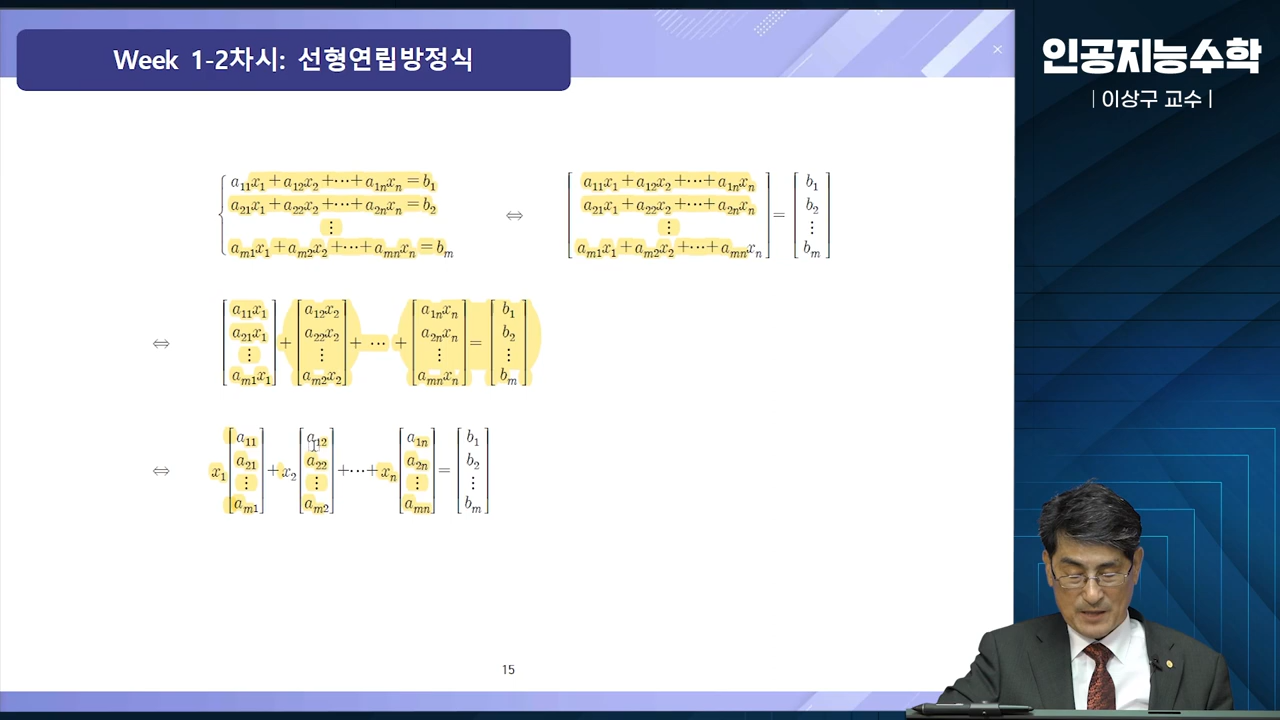 Week 1-2차시: 선형연립방정식
×
인공지능수학
| 이상구 교수 |
a₁₁x₁ + a₁₂x₂ + ⋯ + a₁ₙxₙ = b₁
a₂₁x₁ + a₂₂x₂ + ⋯ + a₂ₙxₙ = b₂
⋮
aₘ₁x₁ + aₘ₂x₂ + ⋯ + aₘₙxₙ = bₘ
⇔
a₁₁x₁ + a₁₂x₂ + ⋯ + a₁ₙxₙ
a₂₁x₁ + a₂₂x₂ + ⋯ + a₂ₙxₙ
⋮
aₘ₁x₁ + aₘ₂x₂ + ⋯ + aₘₙxₙ
=
b₁
b₂
⋮
bₘ
⇔
a₁₁x₁
a₂₁x₁
⋮
aₘ₁x₁
+
a₁₂x₂
a₂₂x₂
⋮
aₘ₂x₂
+ ⋯ +
a₁ₙxₙ
a₂ₙxₙ
⋮
aₘₙxₙ
=
b₁
b₂
⋮
bₘ
⇔
x₁
a₁₁
a₂₁
⋮
aₘ₁
+ x₂
a₁₂
a₂₂
⋮
aₘ₂
+ ⋯ + xₙ
a₁ₙ
a₂ₙ
⋮
aₘₙ
=
b₁
b₂
⋮
bₘ
15